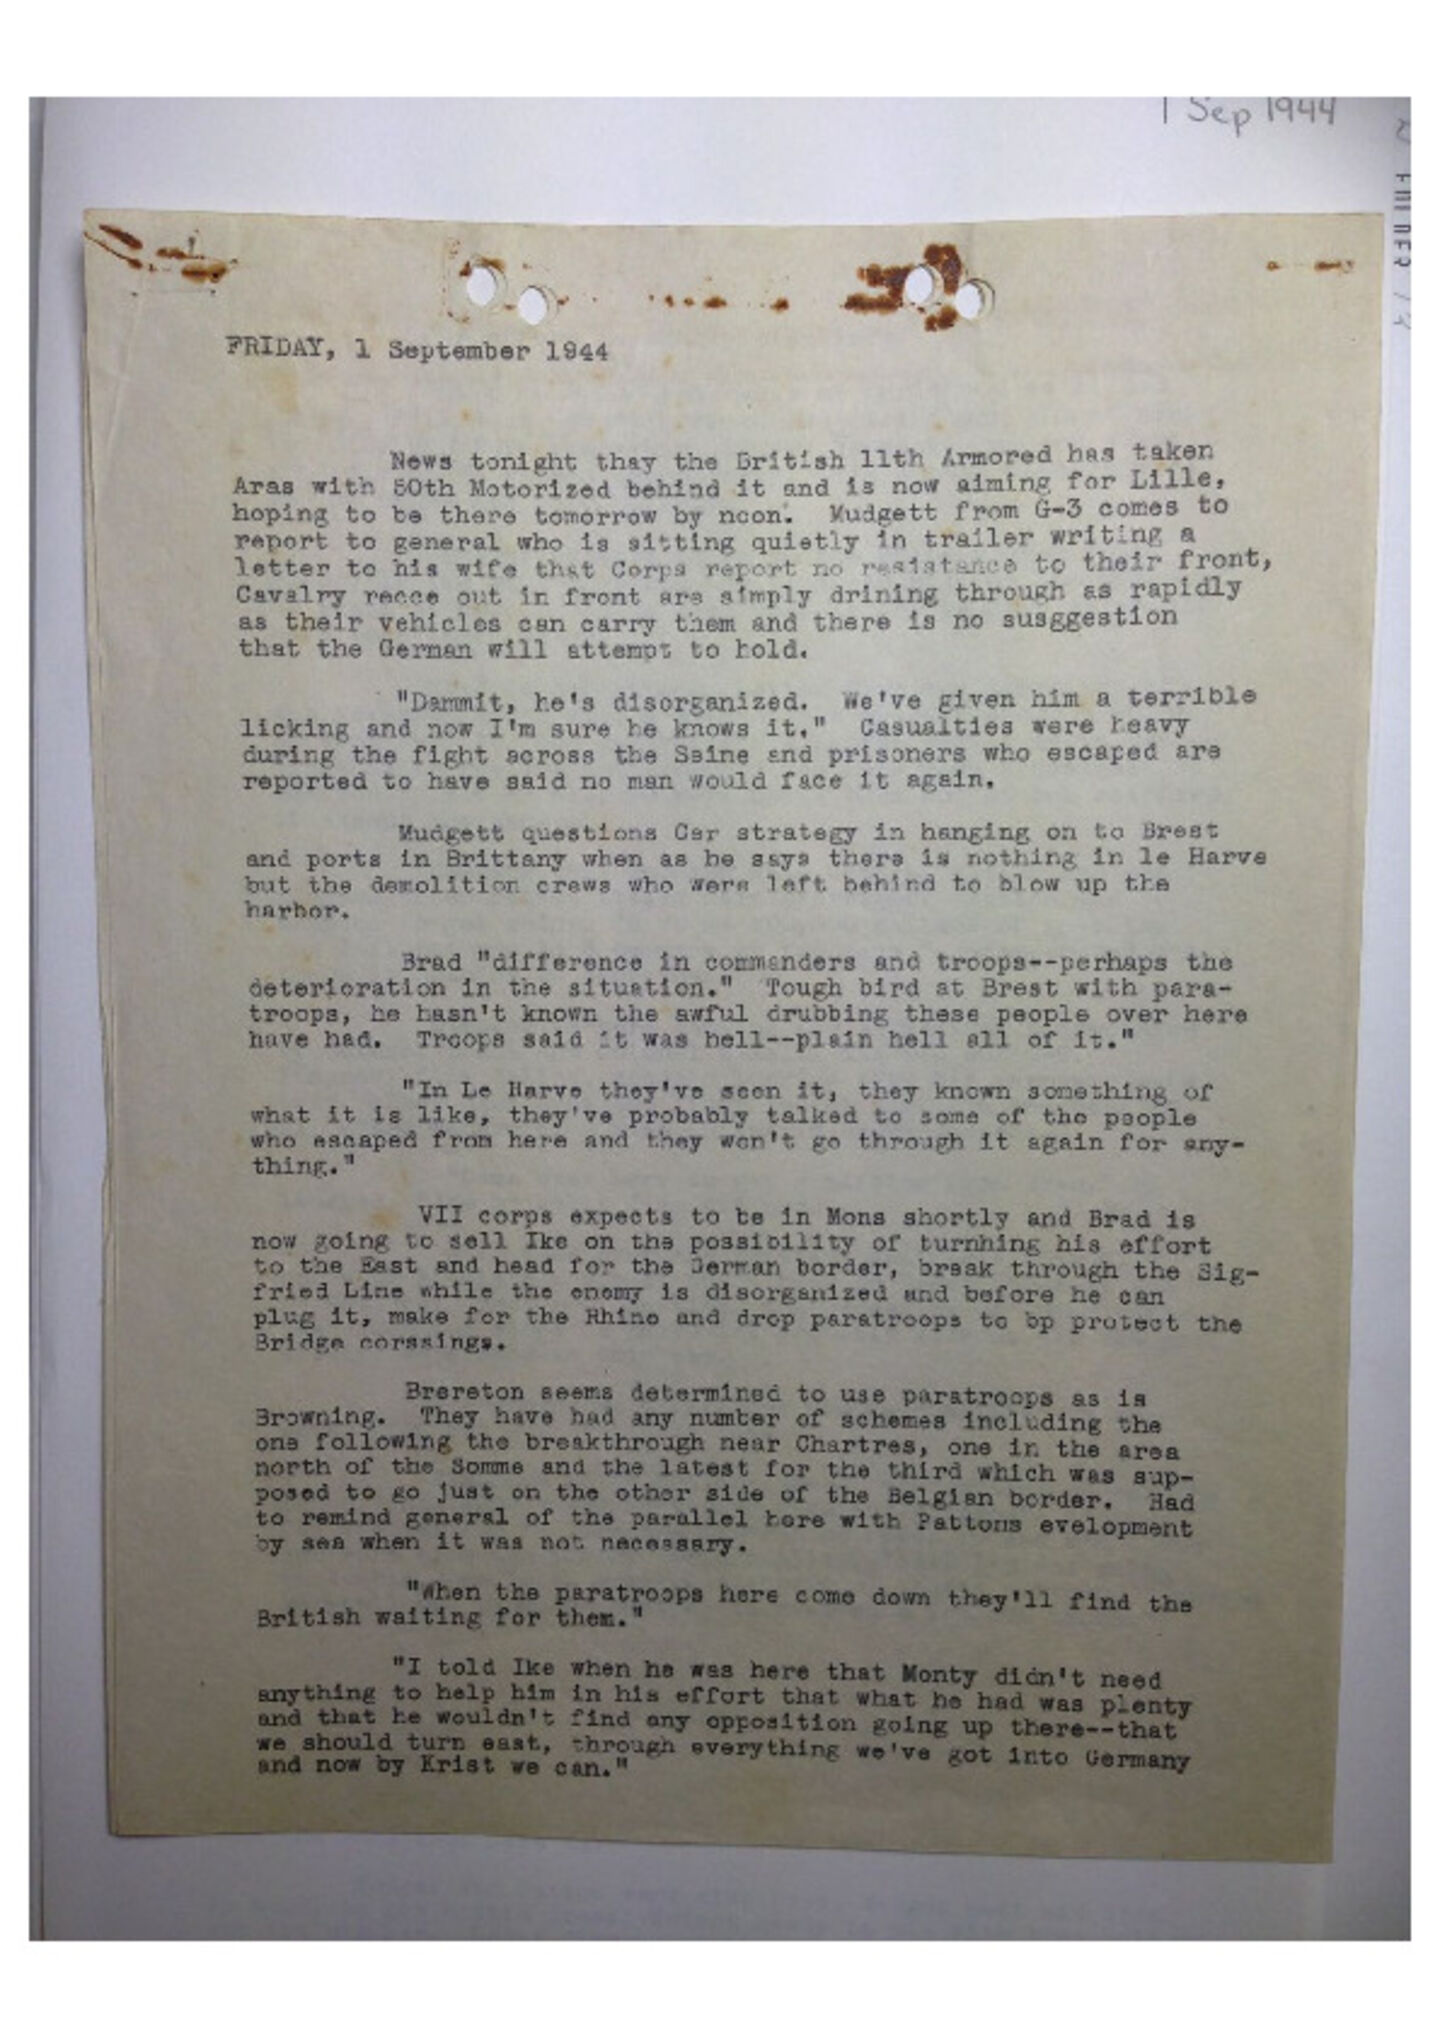 1 Sep 1944
FRIDAY, 1 September 1944
News tonight thay the British 11th Armored has taken
Aras with 50th Motorized behind it and is now aiming for Lille,
hoping to be there tomorrow by noon. Mudgett from G-3 comes to
report to general who is sitting quietly in trailer writing a
letter to his wife that Corps report no resistance to their front,
Cavalry recce out in front are simply drining through as rapidly
as their vehicles can carry them and there is no susggestion
that the German will attempt to hold.
"Dammit, he's disorganized. We've given him a terrible
licking and now I'm sure he knows it." Casualties were heavy
during the fight across the Seine and prisoners who escaped are
reported to have said no man would face it again.
Mudgett questions Ger strategy in hanging on to Brest
and ports in Brittany when as he says there is nothing in le Harve
but the demolition crews who were left behind to blow up the
harbor.
Brad "difference in commanders and troops--perhaps the
deterioration in the situation." Tough bird at Brest with para-
troops, he hasn't known the awful drubbing these people over here
have had. Troops said it was hell--plain hell all of it."
"In Le Harve they've seen it, they known something of
what it is like, they've probably talked to some of the people
who escaped from here and they won't go through it again for any-
thing."
VII corps expects to be in Mons shortly and Brad is
now going to sell Ike on the possibility of turnhing his effort
to the East and head for the German border, break through the Sig-
fried Line while the enemy is disorganized and before he can
plug it, make for the Rhine and drop paratroops to bp protect the
Bridge corssings.
Brereton seems determined to use paratroops as is
Browning. They have had any number of schemes including the
one following the breakthrough near Chartres, one in the area
north of the Somme and the latest for the third which was sup-
posed to go just on the other side of the Belgian border. Had
to remind general of the parallel here with Pattons evelopment
by sea when it was not necessary.
"When the paratroops here come down they'll find the
British waiting for them."
"I told Ike when he was here that Monty didn't need
anything to help him in his effort that what he had was plenty
and that he wouldn't find any opposition going up there--that
we should turn east, through everything we've got into Germany
and now by Krist we can."